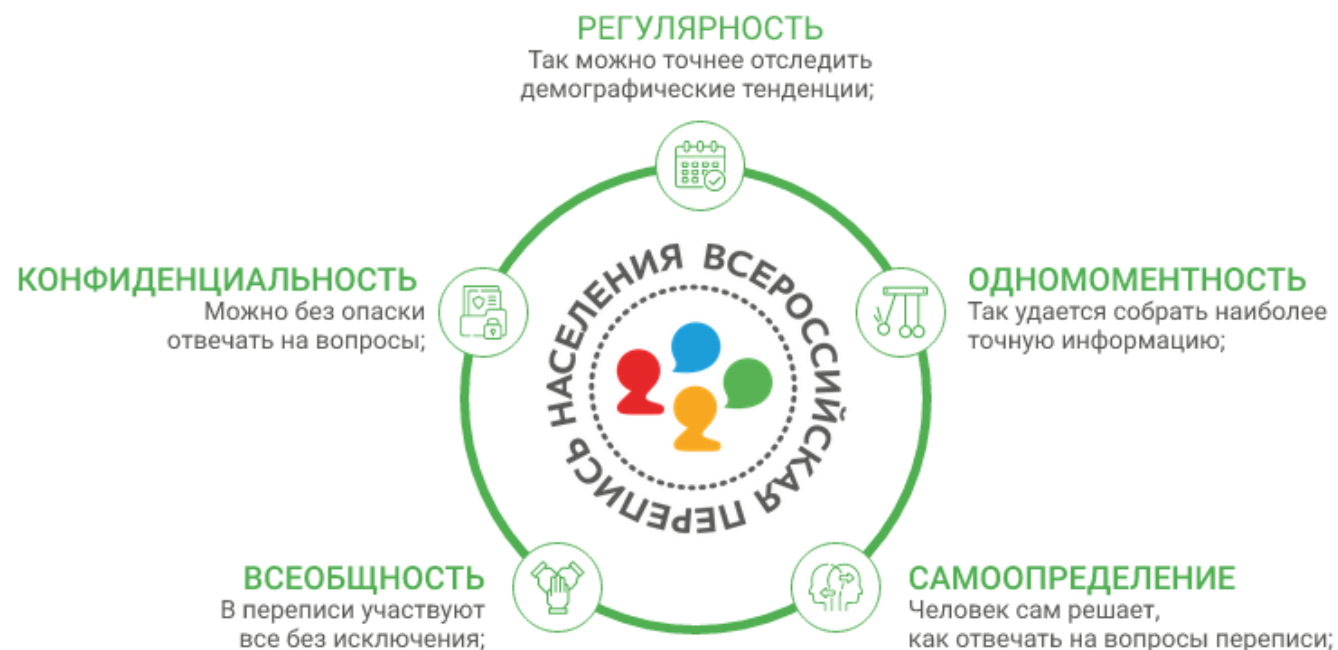 РЕГУЛЯРНОСТЬ
Так можно точнее отследить
демографические тенденции;
КОНФИДЕНЦИАЛЬНОСТЬ
Можно без опаски
отвечать на вопросы;
ВСЕРОССИЙСКАЯ ПЕРЕПИСЬ НАСЕЛЕНИЯ
ОДНОМОМЕНТНОСТЬ
Так удается собрать наиболее
точную информацию;
ВСЕОБЩНОСТЬ
В переписи участвуют
все без исключения;
САМООПРЕДЕЛЕНИЕ
Человек сам решает,
как отвечать на вопросы переписи;